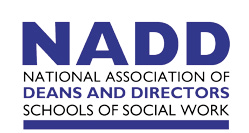 NADD
NATIONAL ASSOCIATION OF
DEANS AND DIRECTORS
SCHOOLS OF SOCIAL WORK